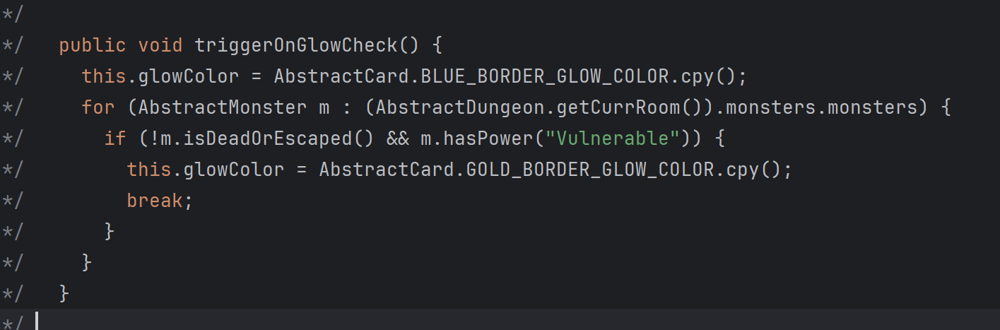 */
*/   public void triggerOnGlowCheck() {
*/     this.glowColor = AbstractCard.BLUE_BORDER_GLOW_COLOR.cpy();
*/     for (AbstractMonster m : (AbstractDungeon.getCurrRoom()).monsters.monsters) {
*/       if (!m.isDeadOrEscaped() && m.hasPower("Vulnerable")) {
*/         this.glowColor = AbstractCard.GOLD_BORDER_GLOW_COLOR.cpy();
*/         break;
*/       }
*/     }
*/   }
*/